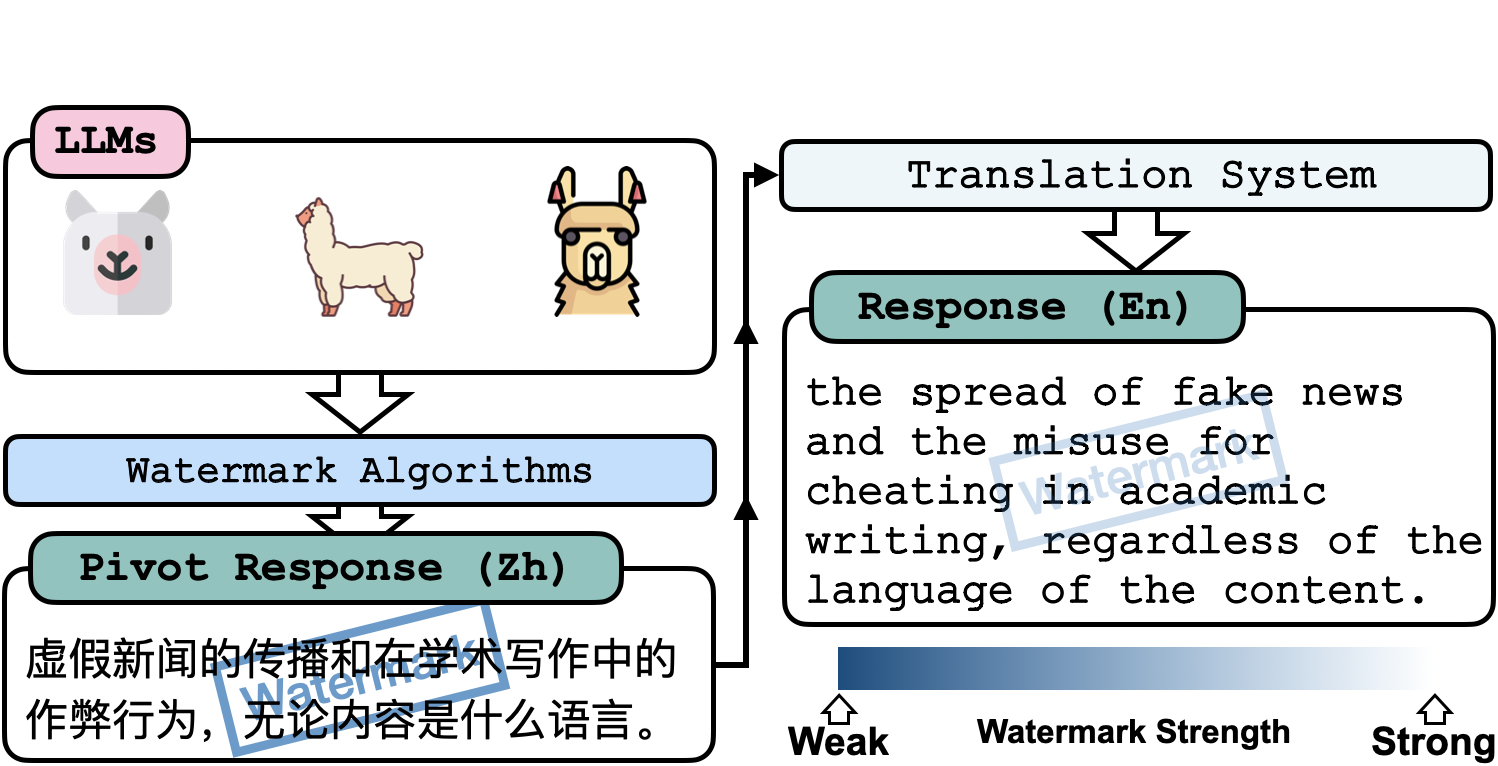 LLMs
Watermark Algorithms
Pivot Response (Zh)
虚假新闻的传播和在学术写作中的
作弊行为，无论内容是什么语言。
Watermark
Translation System
Response (En)
the spread of fake news
and the misuse for
cheating in academic
writing, regardless of the
language of the content.
Watermark
Weak
Watermark Strength
Strong